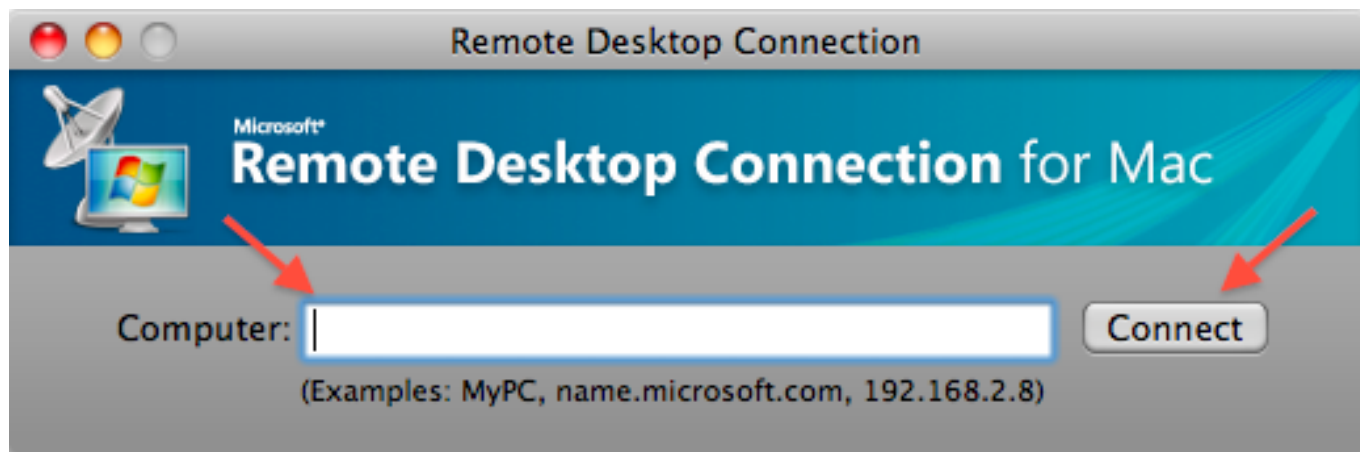 Remote Desktop Connection
Microsoft®
Remote Desktop Connection for Mac
Computer:
Connect
(Examples: MyPC, name.microsoft.com, 192.168.2.8)